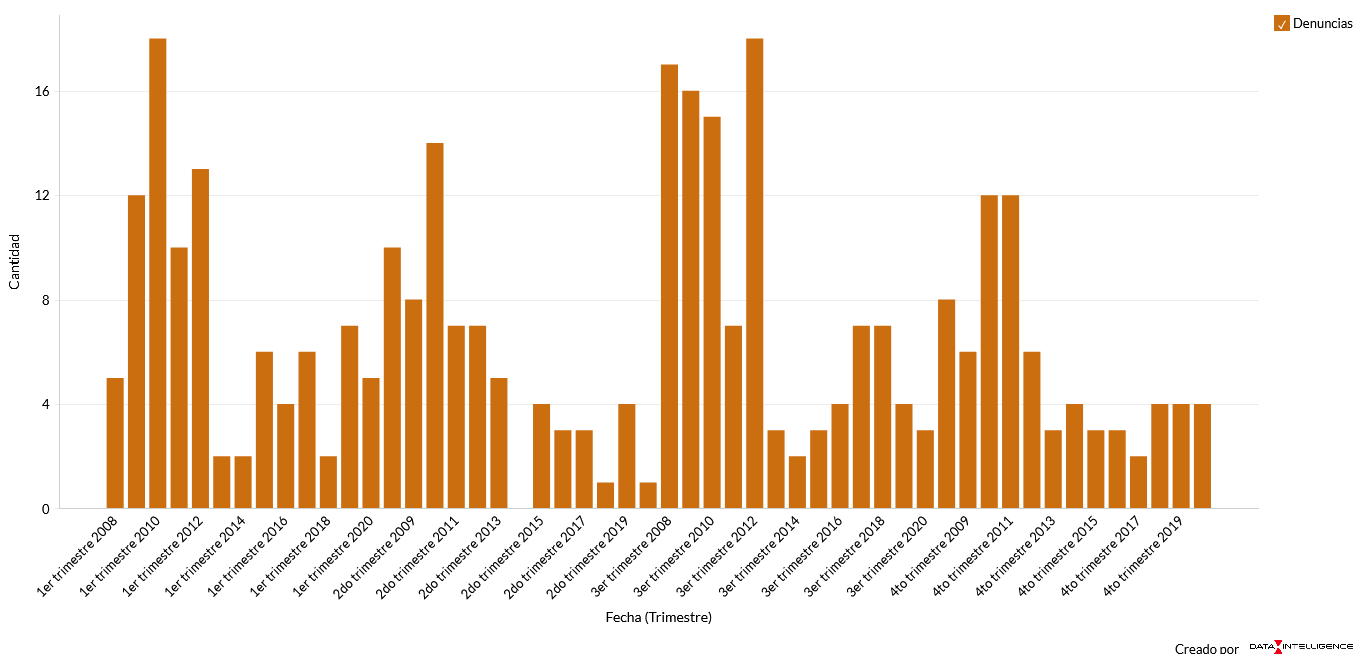 Denuncias
16
12
8
4
0
Cantidad
1er trimestre 2008
1er trimestre 2010
1er trimestre 2012
1er trimestre 2014
1er trimestre 2016
1er trimestre 2018
1er trimestre 2020
2do trimestre 2009
2do trimestre 2011
2do trimestre 2013
2do trimestre 2015
2do trimestre 2017
2do trimestre 2019
3er trimestre 2008
3er trimestre 2010
3er trimestre 2012
3er trimestre 2014
3er trimestre 2016
3er trimestre 2018
3er trimestre 2020
4to trimestre 2009
4to trimestre 2011
4to trimestre 2013
4to trimestre 2015
4to trimestre 2017
4to trimestre 2019
Fecha (Trimestre)
Creado por DATA INTELLIGENCE